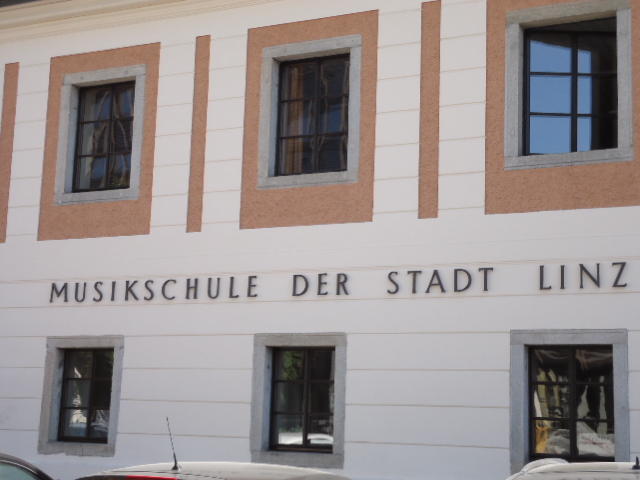 MUSIKSCHULE DER STADT LINZ